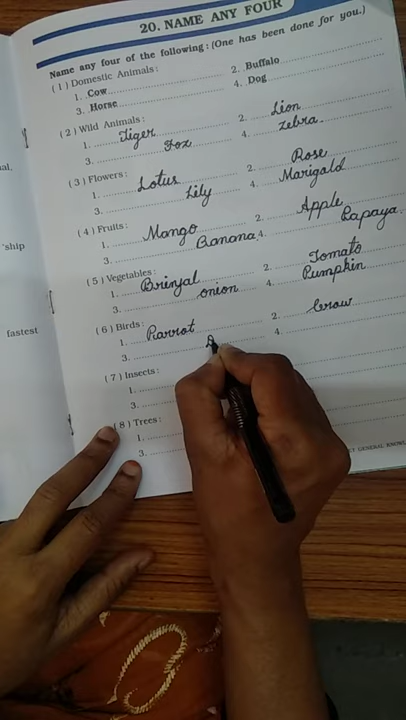 20. NAME ANY FOUR
Name any four of the following : (One has been done for you.)
( 1 ) Domestic Animals :
1. Cow 2. Buffalo
3. Horse 4. Dog
( 2 ) Wild Animals :
1. Tiger 2. Lion
3. Fox 4. Zebra
( 3 ) Flowers :
1. Lotus 2. Rose
3. Lily 4. Marigald
( 4 ) Fruits :
1. Mango 2. Apple
3. Banana 4. Papaya
( 5 ) Vegetables :
1. Brinjal 2. Tomato
3. onion 4. Pumpkin
( 6 ) Birds :
1. Parrot 2. Crow
3. 4.
( 7 ) Insects :
1.
3.
( 8 ) Trees :
1.
3.
'ship
fastest